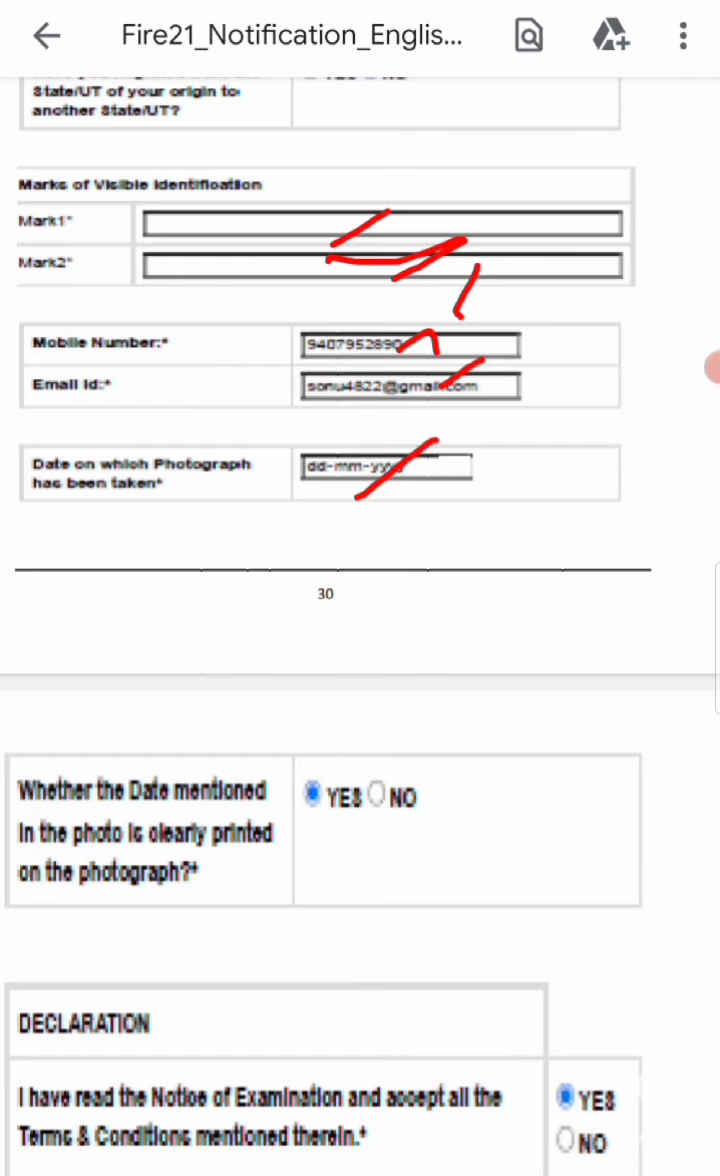 Fire21_Notification_Englis...
State/UT of your origin to
another State/UT?
Marks of Visible Identification
Mark1*
Mark2*
Mobile Number:* 9407952890
Email Id:* sonu4822@gmail.com
Date on which Photograph
has been taken* dd-mm-yy
30
Whether the Date mentioned YES NO
in the photo is clearly printed
on the photograph?*
DECLARATION
I have read the Notice of Examination and accept all the YES
Terms & Conditions mentioned therein.* NO